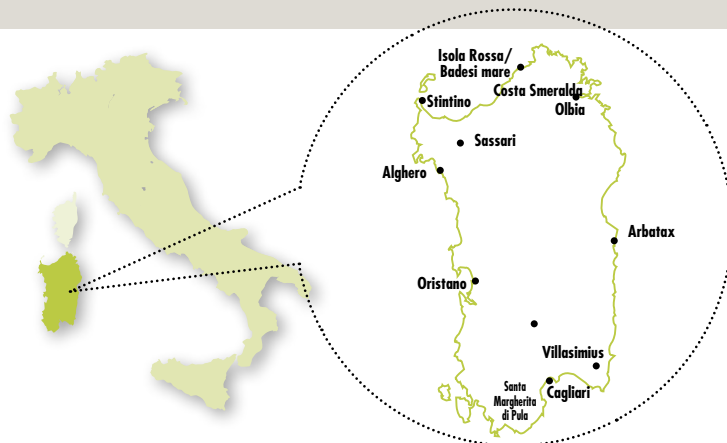 Isola Rossa/
Badesi mare
Costa Smeralda
Stintino
Olbia
Sassari
Alghero
Arbatax
Oristano
Villasimius
Santa
Margherita
di Pula
Cagliari